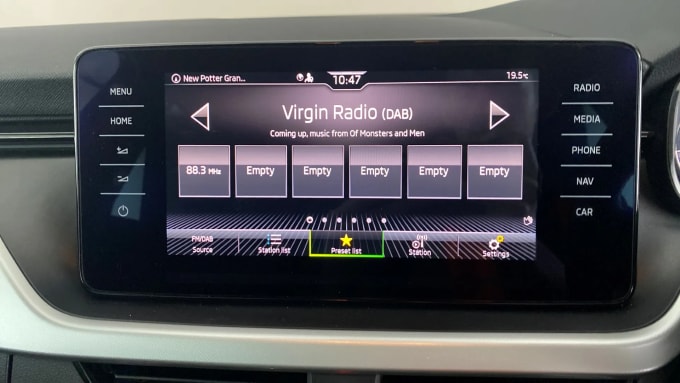 New Potter Gran...
10:47
19.5°C
MENU
HOME
Virgin Radio (DAB)
Coming up, music from Of Monsters and Men
88.3 MHz
Empty
Empty
Empty
Empty
Empty
FM/DAB
Source
Station list
Preset list
Station
Settings
RADIO
MEDIA
PHONE
NAV
CAR